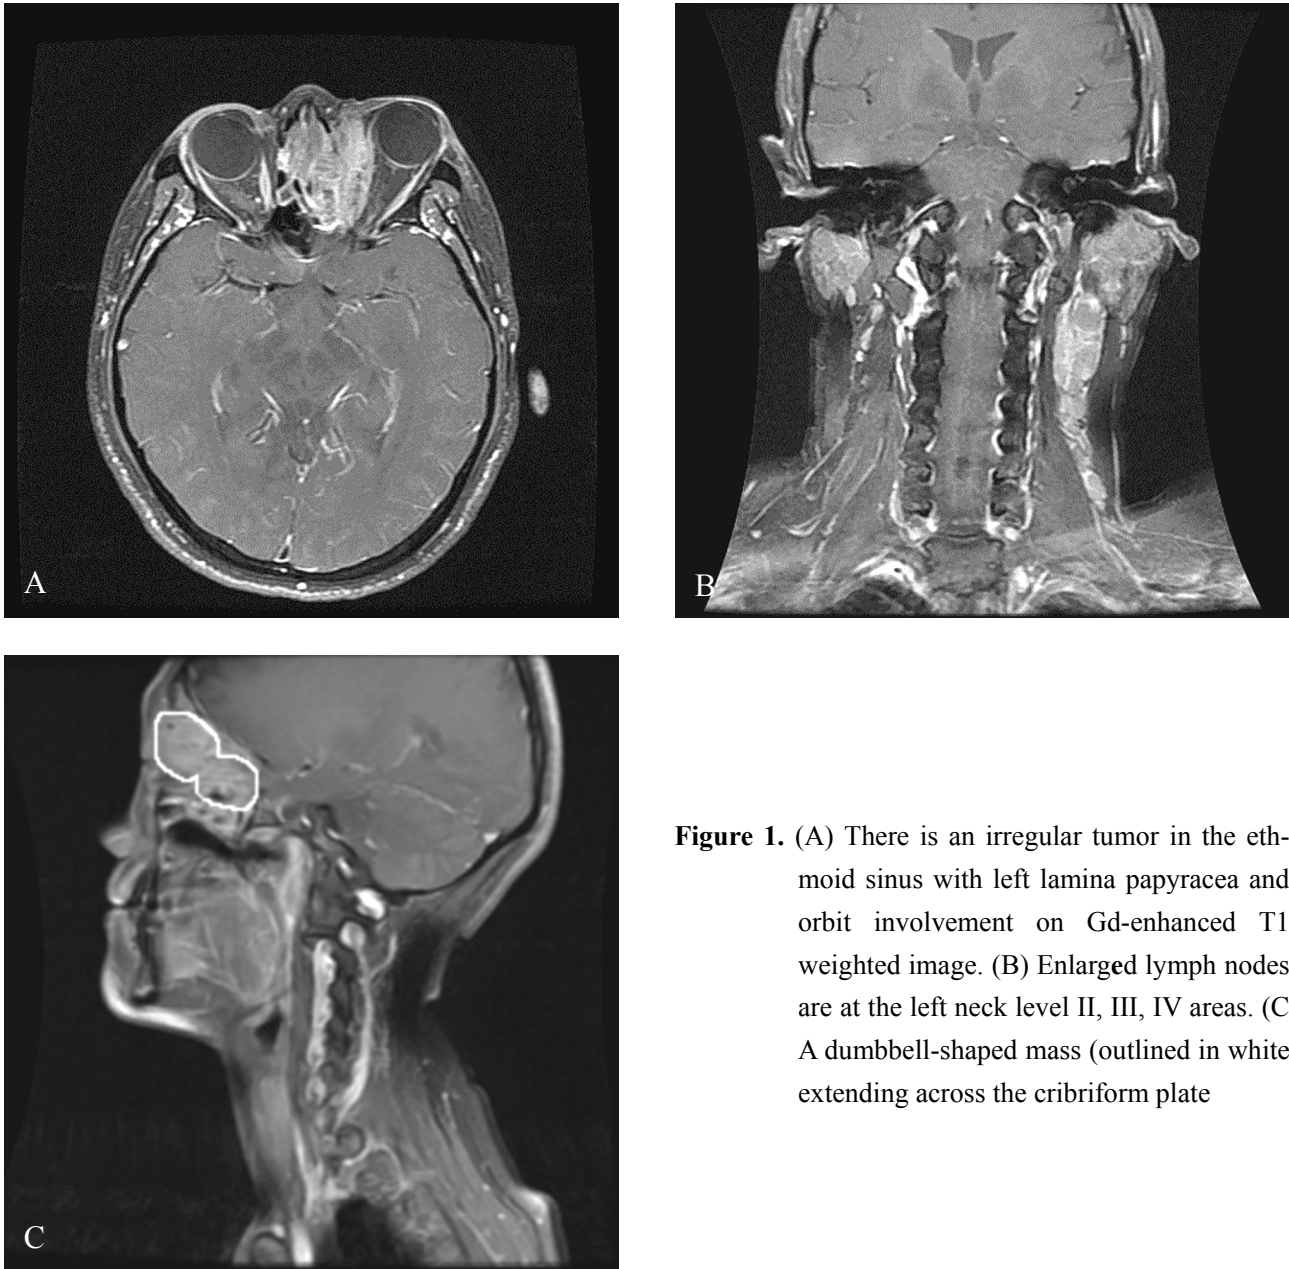 A
B
C
Figure 1. (A) There is an irregular tumor in the eth-
moid sinus with left lamina papyracea and
orbit involvement on Gd-enhanced T1
weighted image. (B) Enlarged lymph nodes
are at the left neck level II, III, IV areas. (C
A dumbbell-shaped mass (outlined in white
extending across the cribriform plate